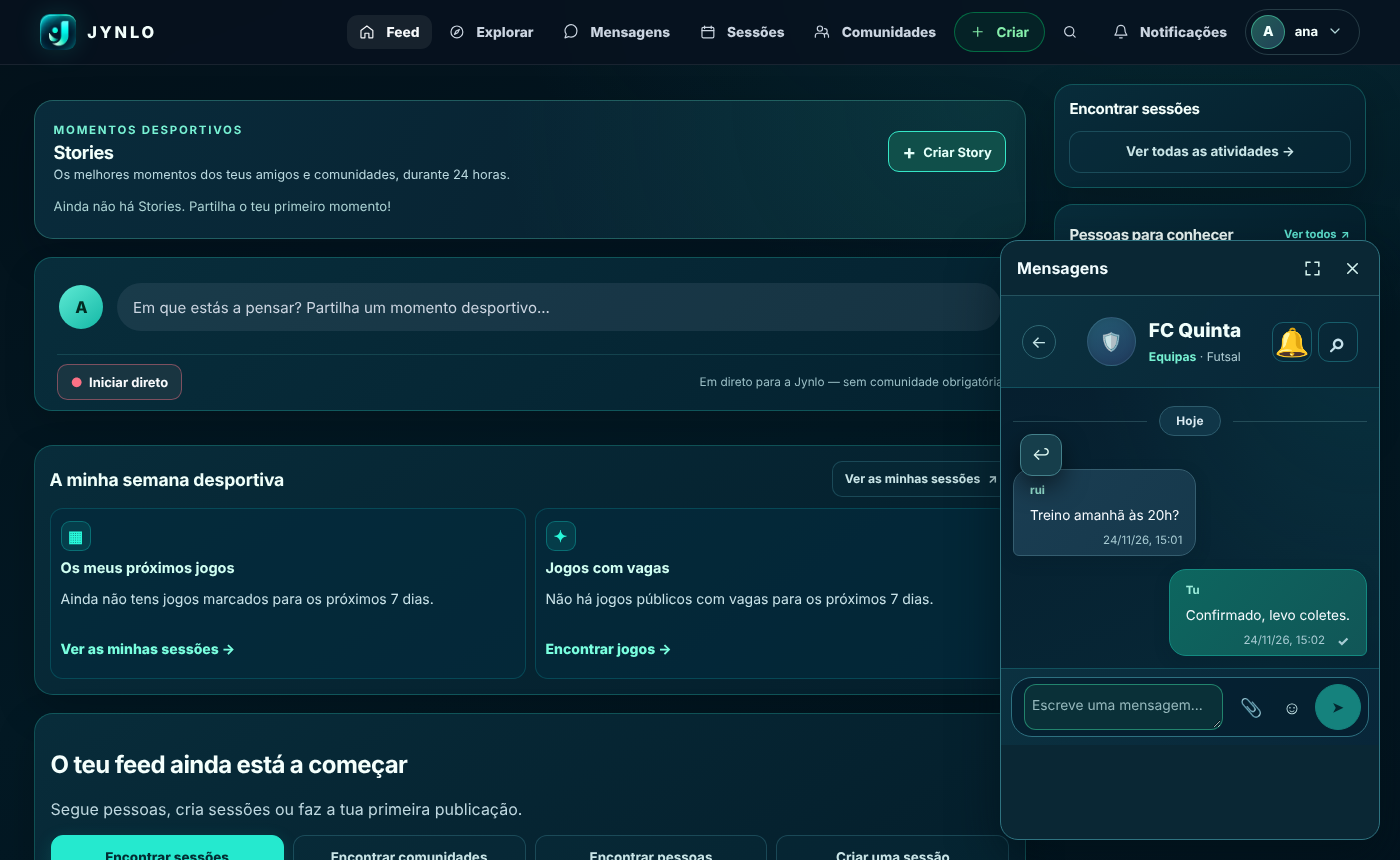 JYNLO
Feed
Explorar
Mensagens
Sessões
Comunidades
Criar
Notificações
A
ana
MOMENTOS DESPORTIVOS
Stories
Os melhores momentos dos teus amigos e comunidades, durante 24 horas.
Ainda não há Stories. Partilha o teu primeiro momento!
+ Criar Story
Encontrar sessões
Ver todas as atividades →
Pessoas para conhecer
Ver todos ↗
A
Em que estás a pensar? Partilha um momento desportivo...
Iniciar direto
Em direto para a Jynlo — sem comunidade obrigatória
A minha semana desportiva
Ver as minhas sessões ↗
Os meus próximos jogos
Ainda não tens jogos marcados para os próximos 7 dias.
Ver as minhas sessões →
Jogos com vagas
Não há jogos públicos com vagas para os próximos 7 dias.
Encontrar jogos →
O teu feed ainda está a começar
Segue pessoas, cria sessões ou faz a tua primeira publicação.
Encontrar sessões
Encontrar comunidades
Encontrar pessoas
Criar uma sessão
Mensagens
FC Quinta
Equipas · Futsal
Hoje
rui
Treino amanhã às 20h?
24/11/26, 15:01
Tu
Confirmado, levo coletes.
24/11/26, 15:02 ✓
Escreve uma mensagem...